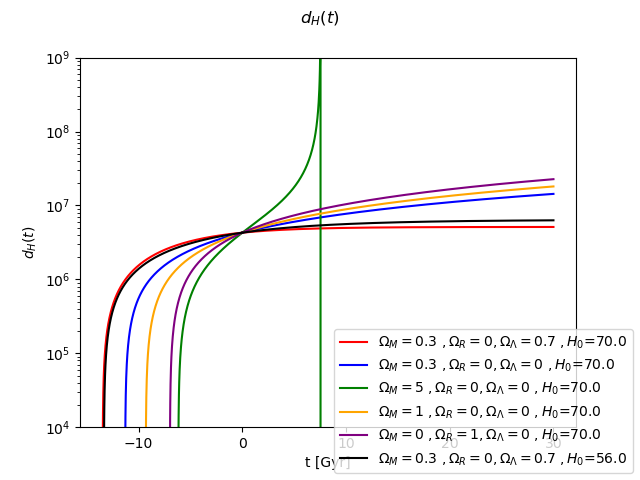 d_H(t)
10^9
10^8
10^7
10^6
10^5
10^4
d_H(t)
−10 0 10 20 30
t [Gyr]
Ω_M = 0.3 , Ω_R = 0, Ω_Λ = 0.7 , H_0=70.0
Ω_M = 0.3 , Ω_R = 0, Ω_Λ = 0 , H_0=70.0
Ω_M = 5 , Ω_R = 0, Ω_Λ = 0 , H_0=70.0
Ω_M = 1 , Ω_R = 0, Ω_Λ = 0 , H_0=70.0
Ω_M = 0 , Ω_R = 1, Ω_Λ = 0 , H_0=70.0
Ω_M = 0.3 , Ω_R = 0, Ω_Λ = 0.7 , H_0=56.0